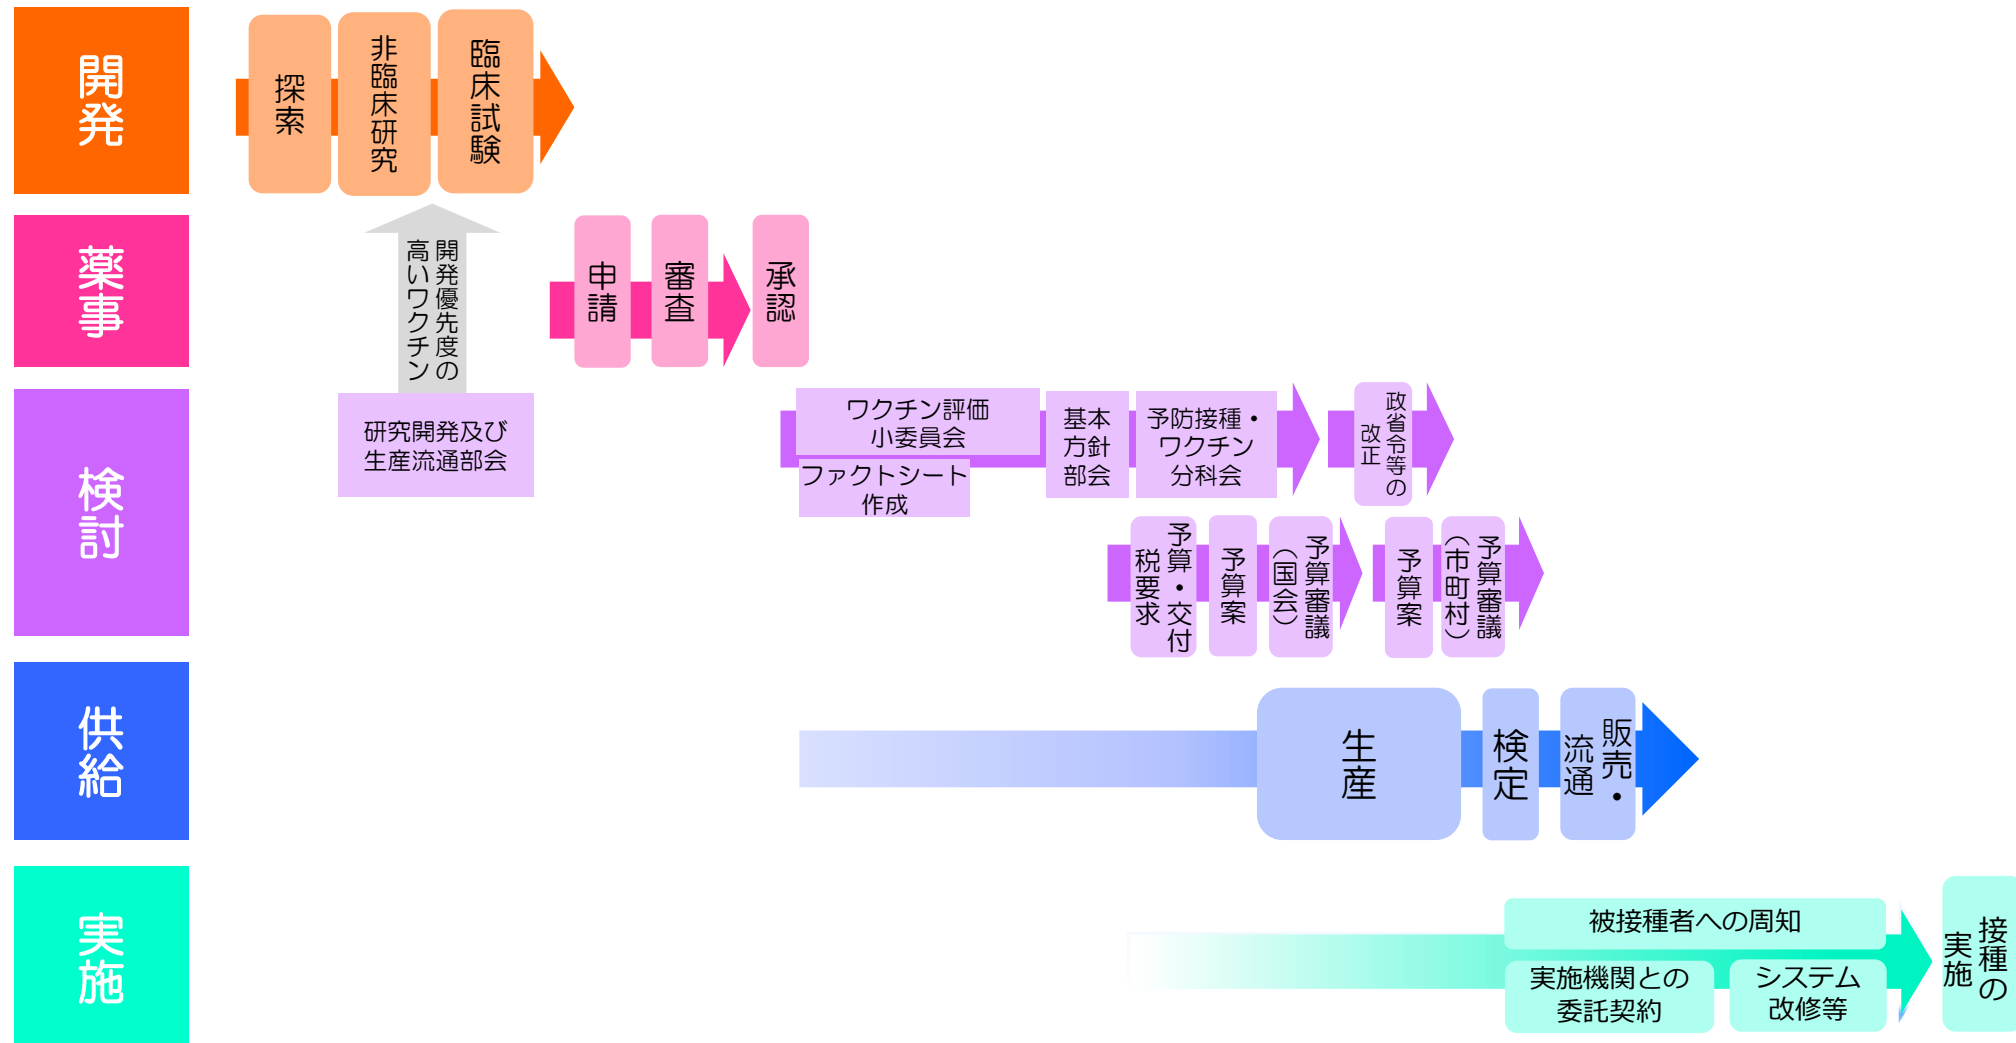 開発
探索
非臨床研究
臨床試験
薬事
開発優先度の
高いワクチン
申請
審査
承認
検討
研究開発及び
生産流通部会
ワクチン評価
小委員会
ファクトシート
作成
基本
方針
部会
予防接種・
ワクチン
分科会
政省令等の
改正
予算・交付
税要求
予算案
予算審議
（国会）
予算案
予算審議
（市町村）
供給
生産
検定
販売・
流通
実施
被接種者への周知
実施機関との
委託契約
システム
改修等
接種の
実施